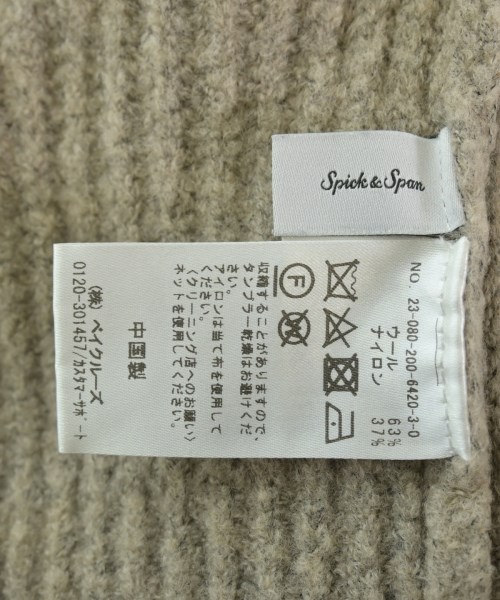 Spick & Span
NO. 23-080-200-6420-3-0
ウール 63%
ナイロン 37%
F
W
収縮することがありますので、
タンブラー乾燥はお避けくだ
さい。
アイロンは当て布を使用して
ください。
〈クリーニング店へのお願い〉
ネットを使用してください。
中国製
(株) ベイクルーズ
0120-301457/カスタマーサポート